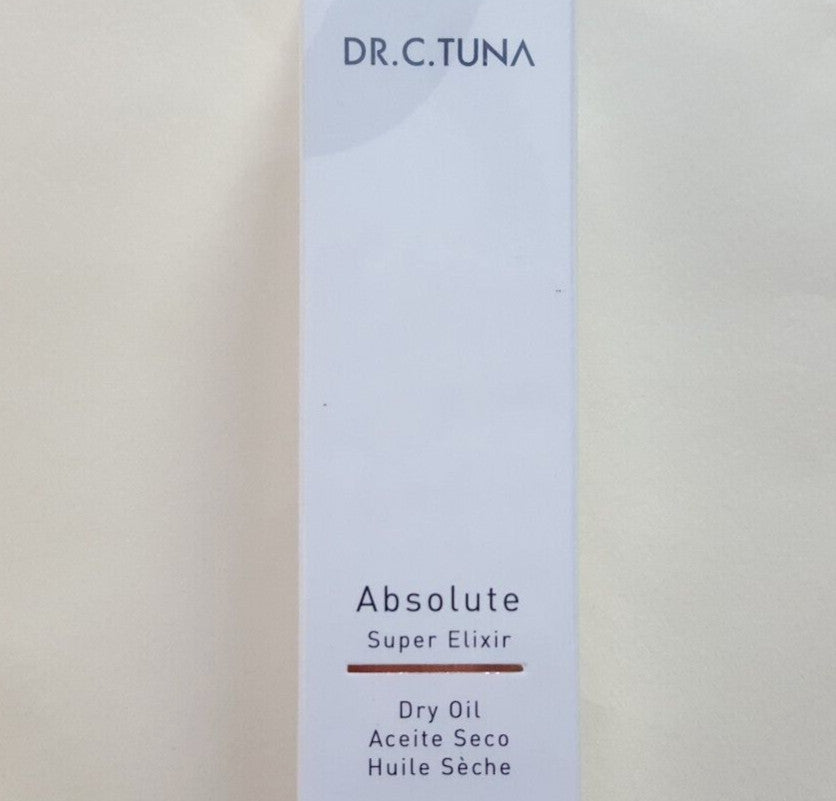 DR.C.TUNA
Absolute
Super Elixir
Dry Oil
Aceite Seco
Huile Sèche